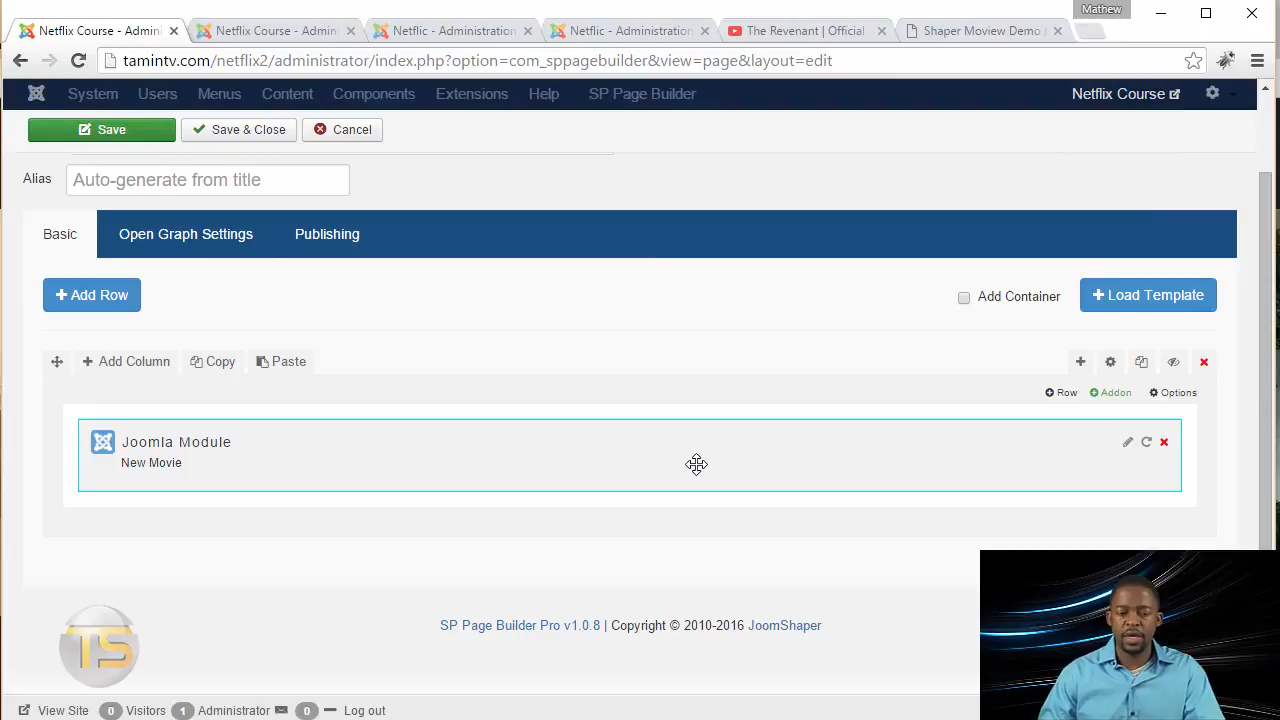 Mathew
Netflix Course - Admini
Netflix Course - Admini
Netflic - Administration
Netflic - Administration
The Revenant | Official
Shaper Moview Demo
tamintv.com/netflix2/administrator/index.php?option=com_sppagebuilder&view=page&layout=edit
System Users Menus Content Components Extensions Help SP Page Builder Netflix Course
Save Save & Close Cancel
Alias Auto-generate from title
Basic Open Graph Settings Publishing
Add Row Add Container Load Template
Add Column Copy Paste
Row Addon Options
Joomla Module
New Movie
TS
SP Page Builder Pro v1.0.8 | Copyright © 2010-2016 JoomShaper
View Site 0 Visitors 1 Administrator 0 Log out